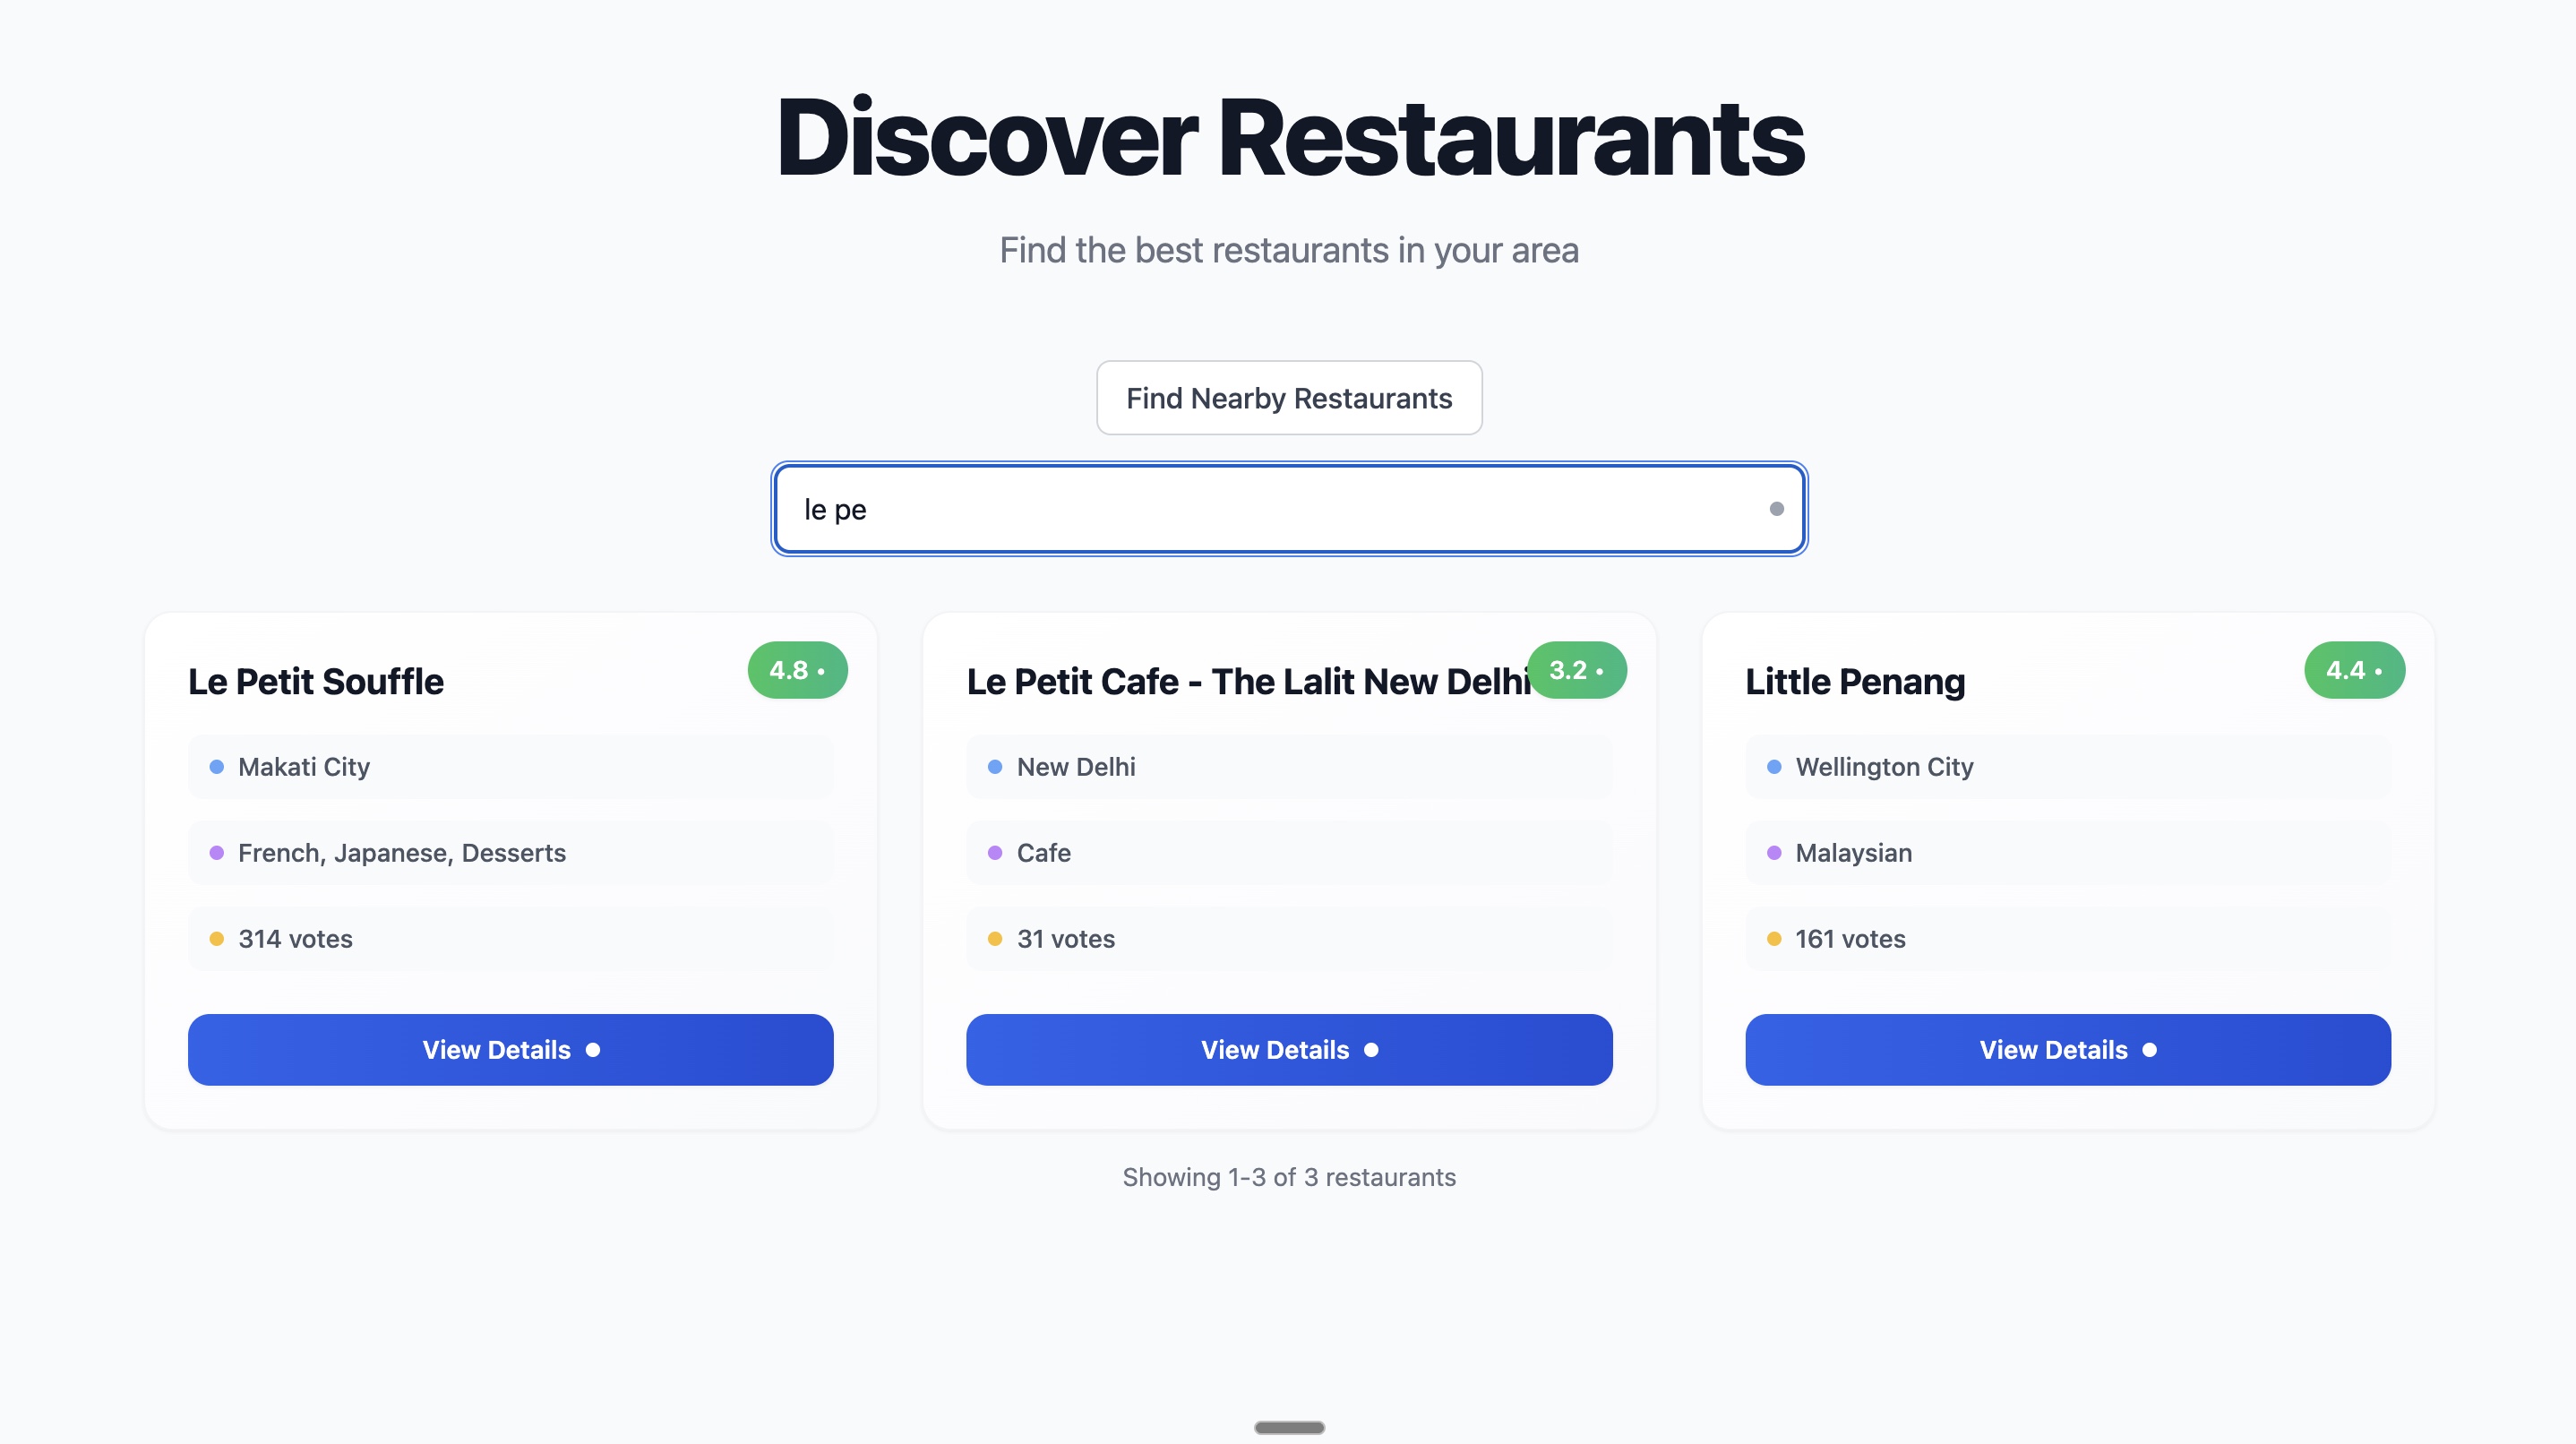 Discover Restaurants
Find the best restaurants in your area
Find Nearby Restaurants
le pe
Le Petit Souffle
4.8 •
Makati City
French, Japanese, Desserts
314 votes
View Details
Le Petit Cafe - The Lalit New Delhi
3.2 •
New Delhi
Cafe
31 votes
View Details
Little Penang
4.4 •
Wellington City
Malaysian
161 votes
View Details
Showing 1-3 of 3 restaurants